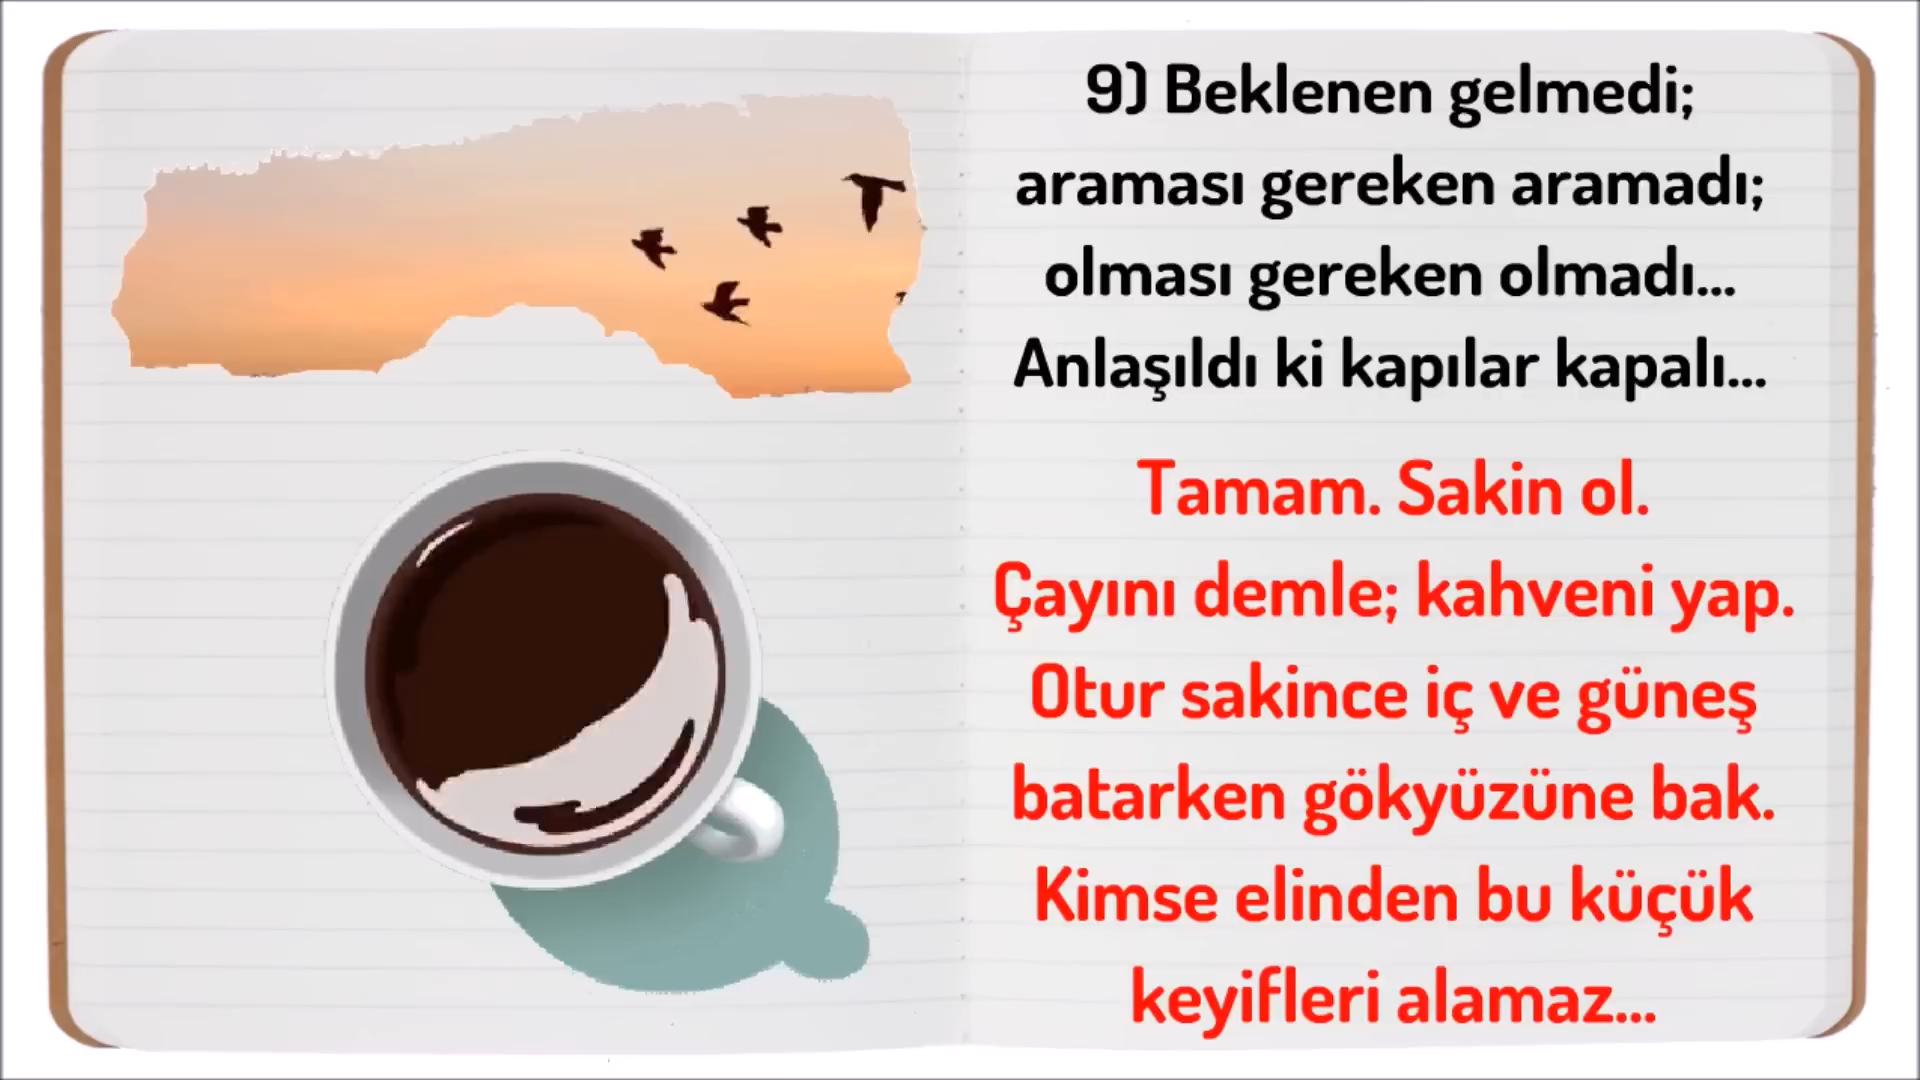 9) Beklenen gelmedi;
araması gereken aramadı;
olması gereken olmadı...
Anlaşıldı ki kapılar kapalı...
Tamam. Sakin ol.
Çayını demle; kahveni yap.
Otur sakince iç ve güneş
batarken gökyüzüne bak.
Kimse elinden bu küçük
keyifleri alamaz...